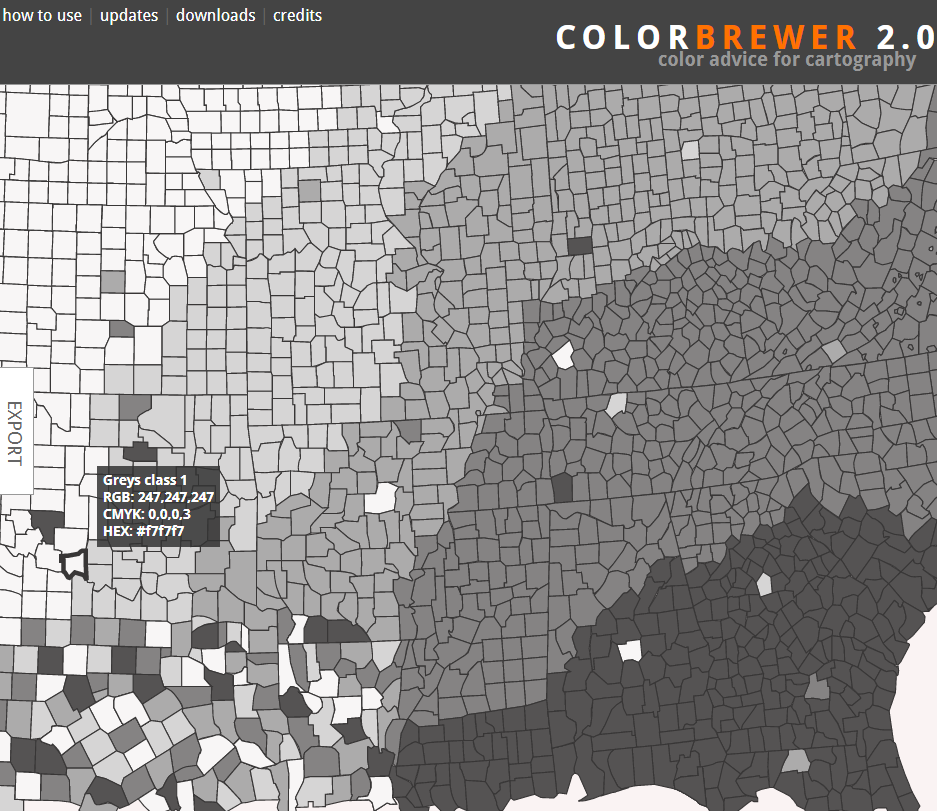 how to use | updates | downloads | credits
COLORBREWER 2.0
color advice for cartography
EXPORT
Greys class 1
RGB: 247,247,247
CMYK: 0,0,0,3
HEX: #f7f7f7